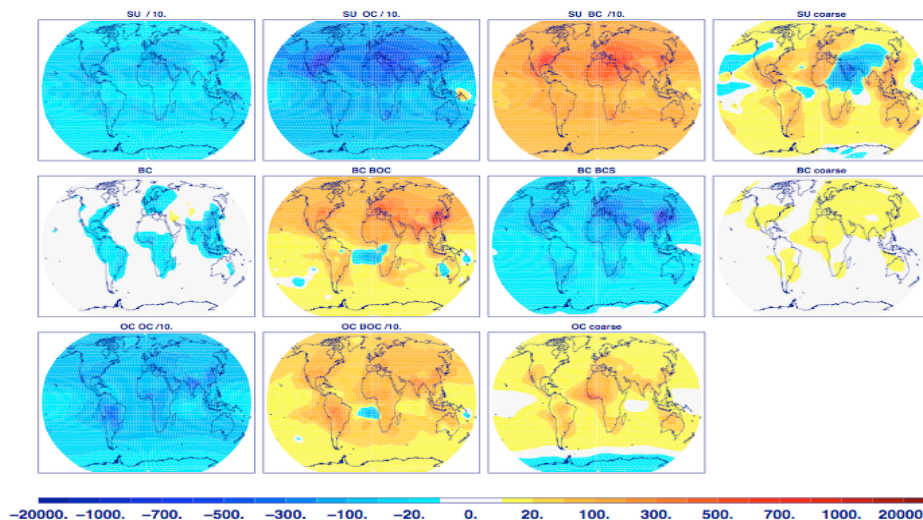 SU / 10.
SU OC / 10.
SU BC / 10.
SU coarse
BC
BC BOC
BC BCS
BC coarse
OC OC /10.
OC BOC /10.
OC coarse
−20000. −1000. −700. −500. −300. −100. −20. 0. 20. 100. 300. 500. 700. 1000. 20000.